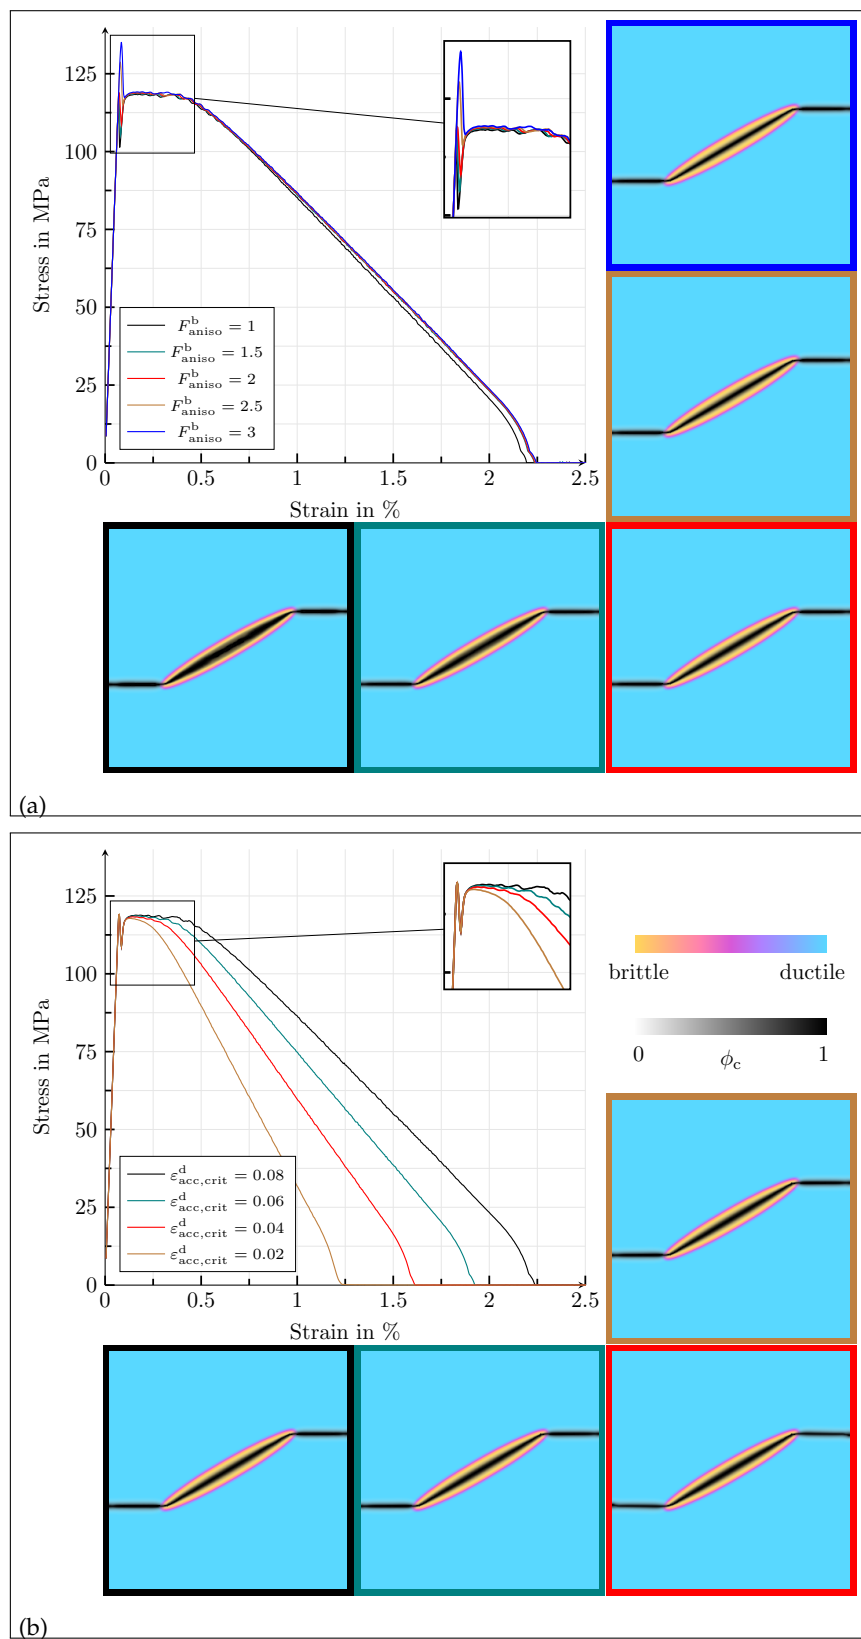 125
100
75
50
25
0
Stress in MPa
F^b_aniso = 1
F^b_aniso = 1.5
F^b_aniso = 2
F^b_aniso = 2.5
F^b_aniso = 3
0 0.5 1 1.5 2 2.5
Strain in %
(a)
125
100
75
50
25
0
Stress in MPa
brittle ductile
0 ϕ_c 1
ε^d_acc,crit = 0.08
ε^d_acc,crit = 0.06
ε^d_acc,crit = 0.04
ε^d_acc,crit = 0.02
0 0.5 1 1.5 2 2.5
Strain in %
(b)